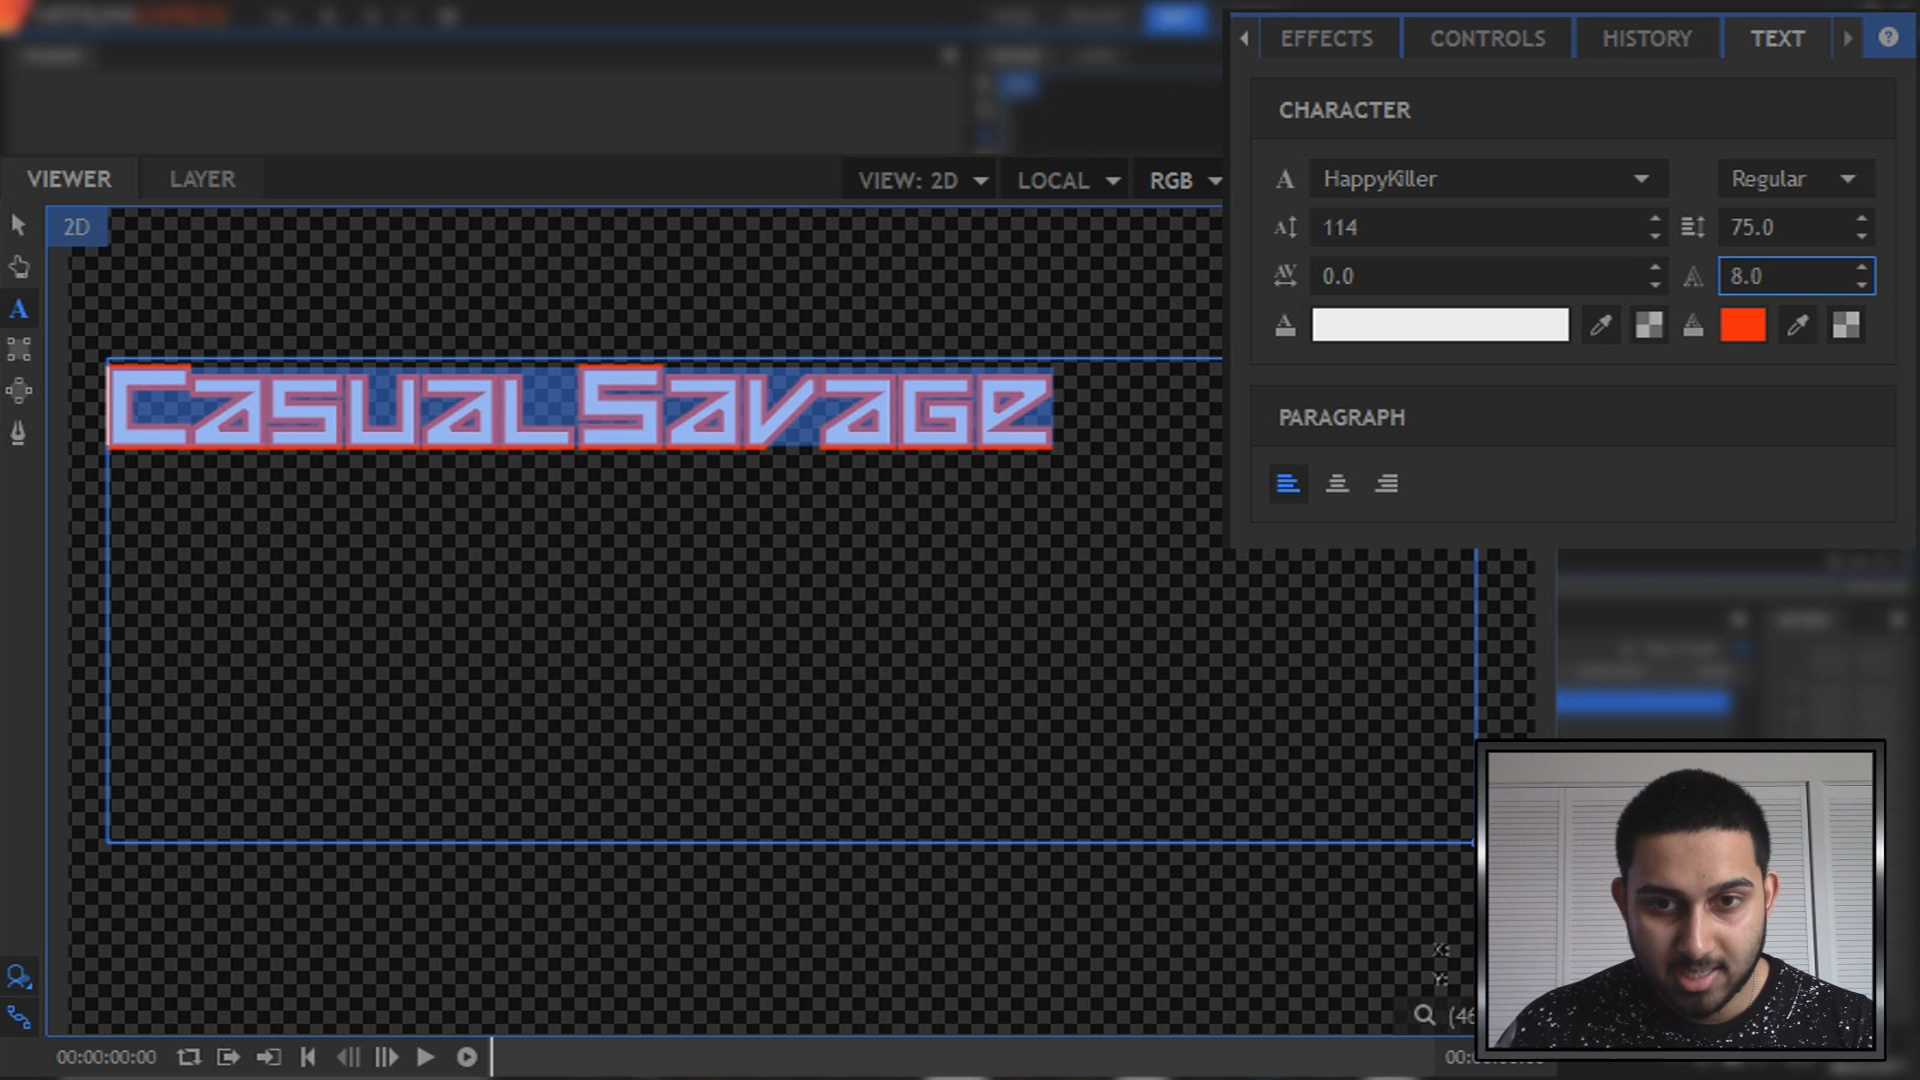 EFFECTS CONTROLS HISTORY TEXT ?
CHARACTER
A HappyKiller Regular
114 75.0
0.0 8.0
PARAGRAPH
VIEWER LAYER VIEW: 2D LOCAL RGB
2D
A
CasualSavage
X:
Y:
(46
00:00:00:00